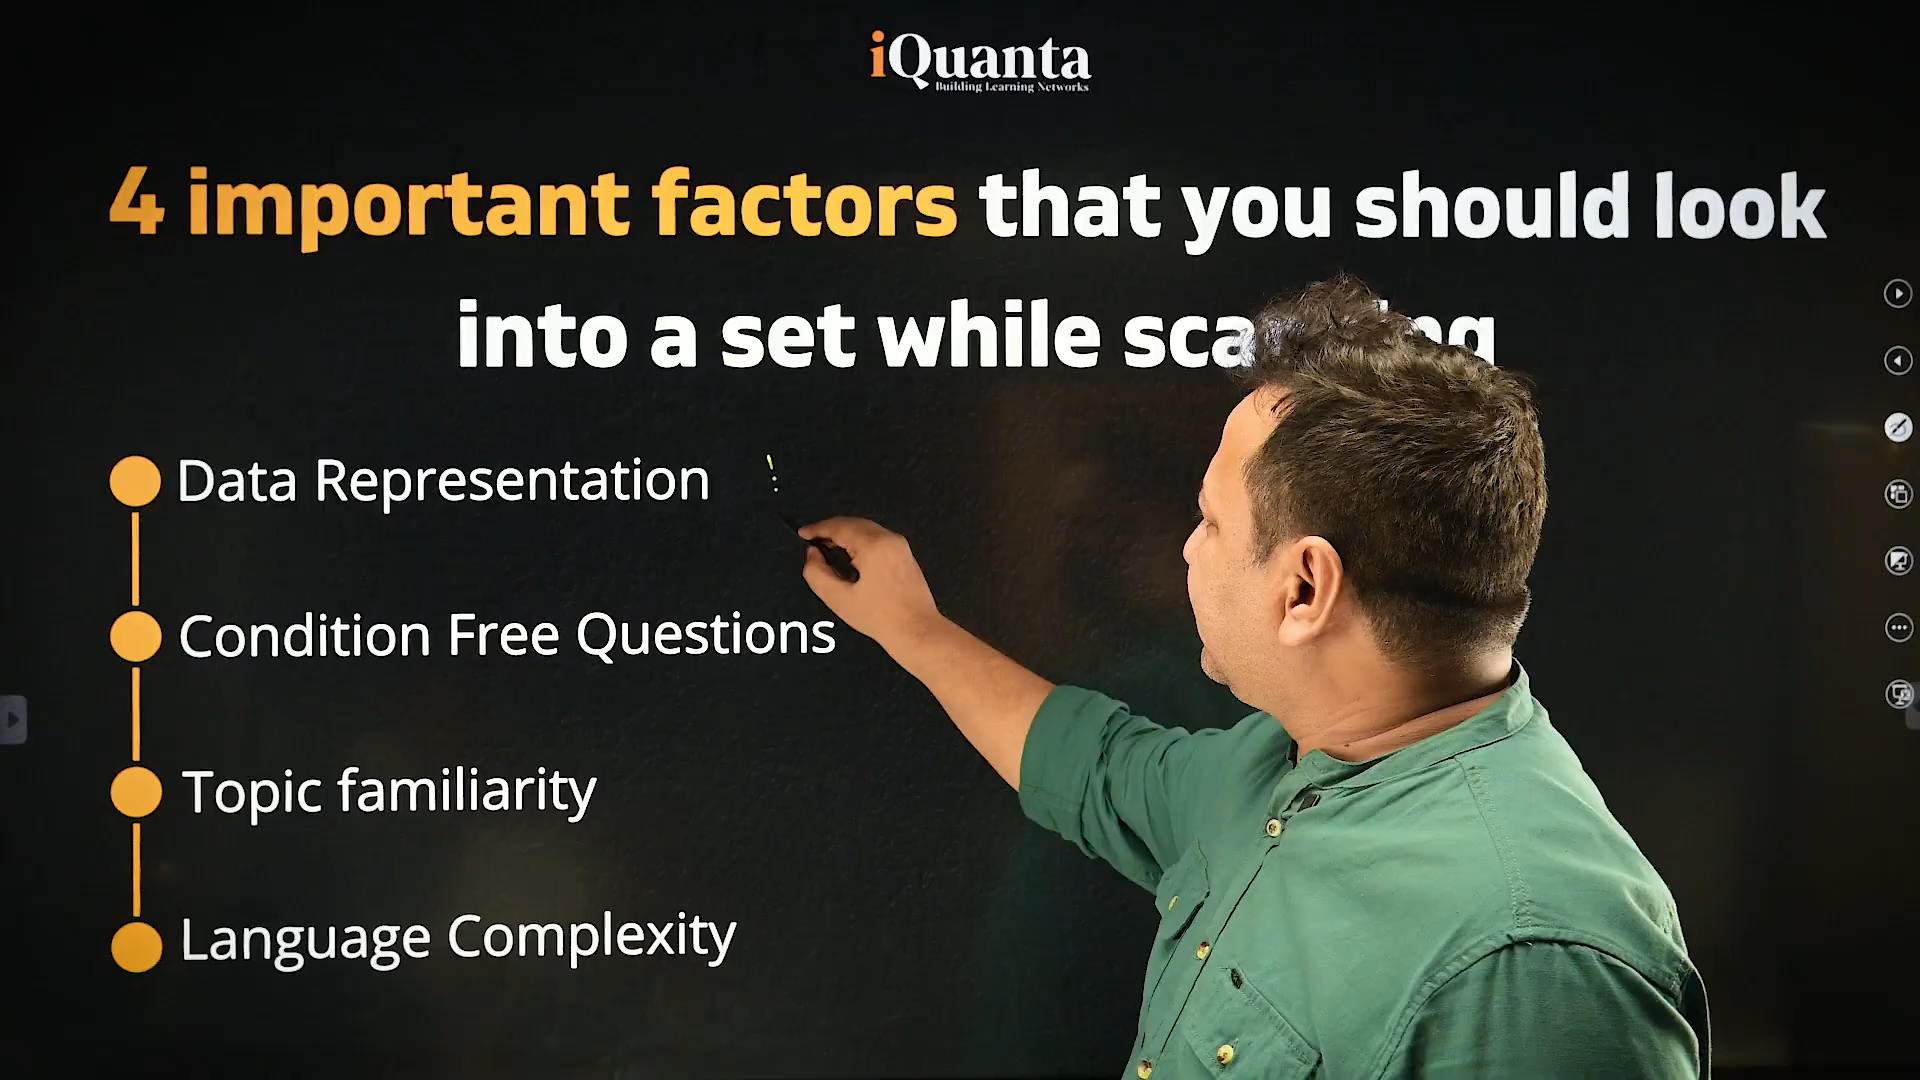 iQuanta
Building Learning Networks
4 important factors that you should look
into a set while
Data Representation
Condition Free Questions
Topic familiarity
Language Complexity